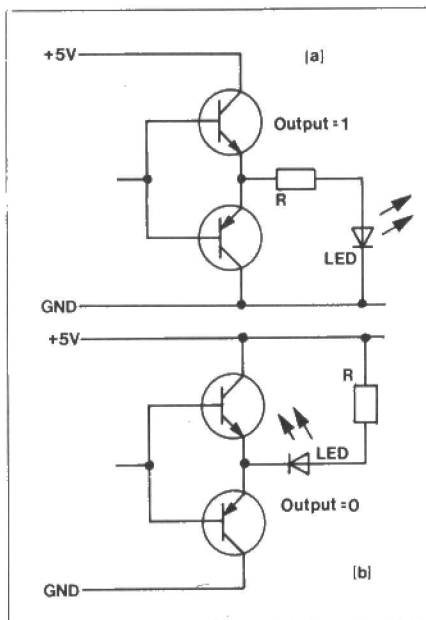 [a]
+5V
Output=1
R
LED
GND
+5V
R
LED
Output=0
GND
[b]